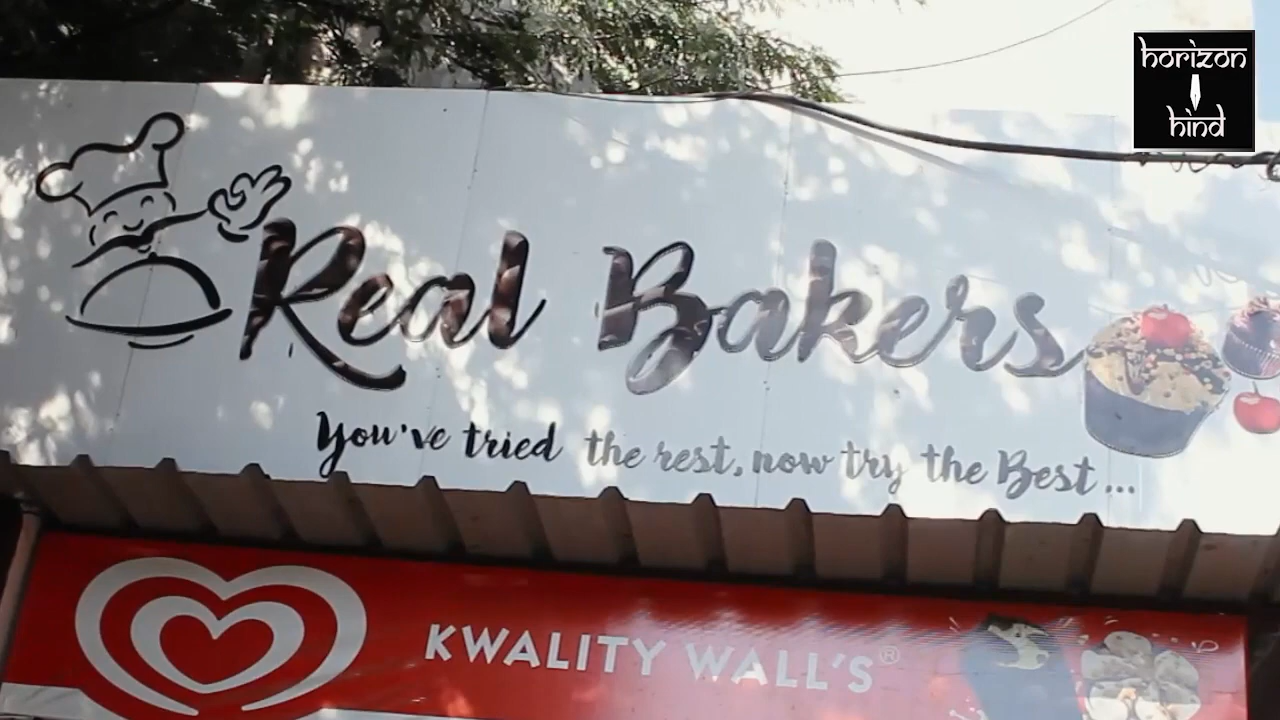 horizon
hind
Real Bakers
You've tried the rest, now try the Best...
KWALITY WALL'S®